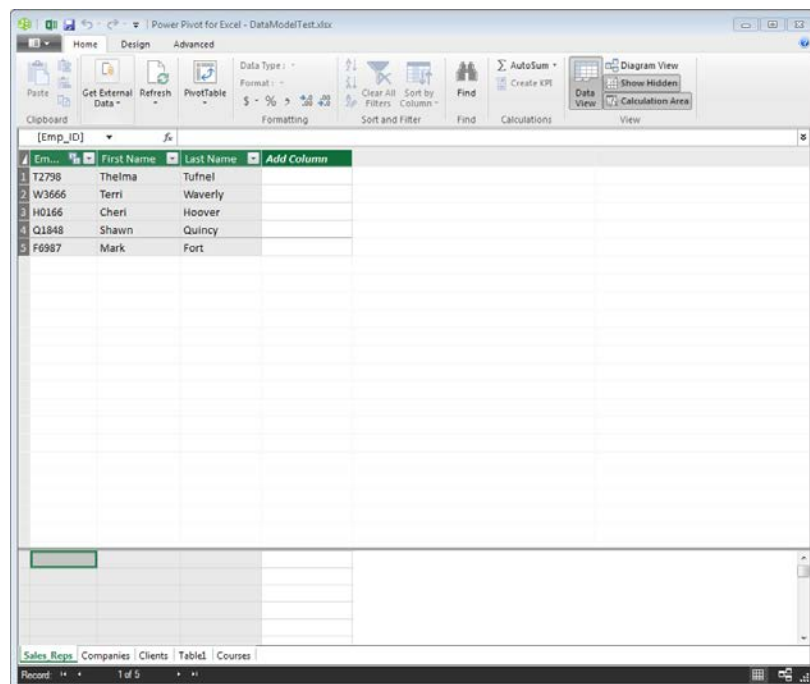 Power Pivot for Excel - DataModelTest.xlsx
Home Design Advanced
Paste
Get External Data
Refresh
PivotTable
Data Type :
Format :
$ % ,
Clear All Filters
Sort by Column
Find
AutoSum
Create KPI
Data View
Diagram View
Show Hidden
Calculation Area
Clipboard Formatting Sort and Filter Find Calculations View
[Emp_ID] fx
Em... First Name Last Name Add Column
1 T2798 Thelma Tufnel
2 W3666 Terri Waverly
3 H0166 Cheri Hoover
4 Q1848 Shawn Quincy
5 F6987 Mark Fort
Sales_Reps Companies Clients Table1 Courses
Record: 1 of 5